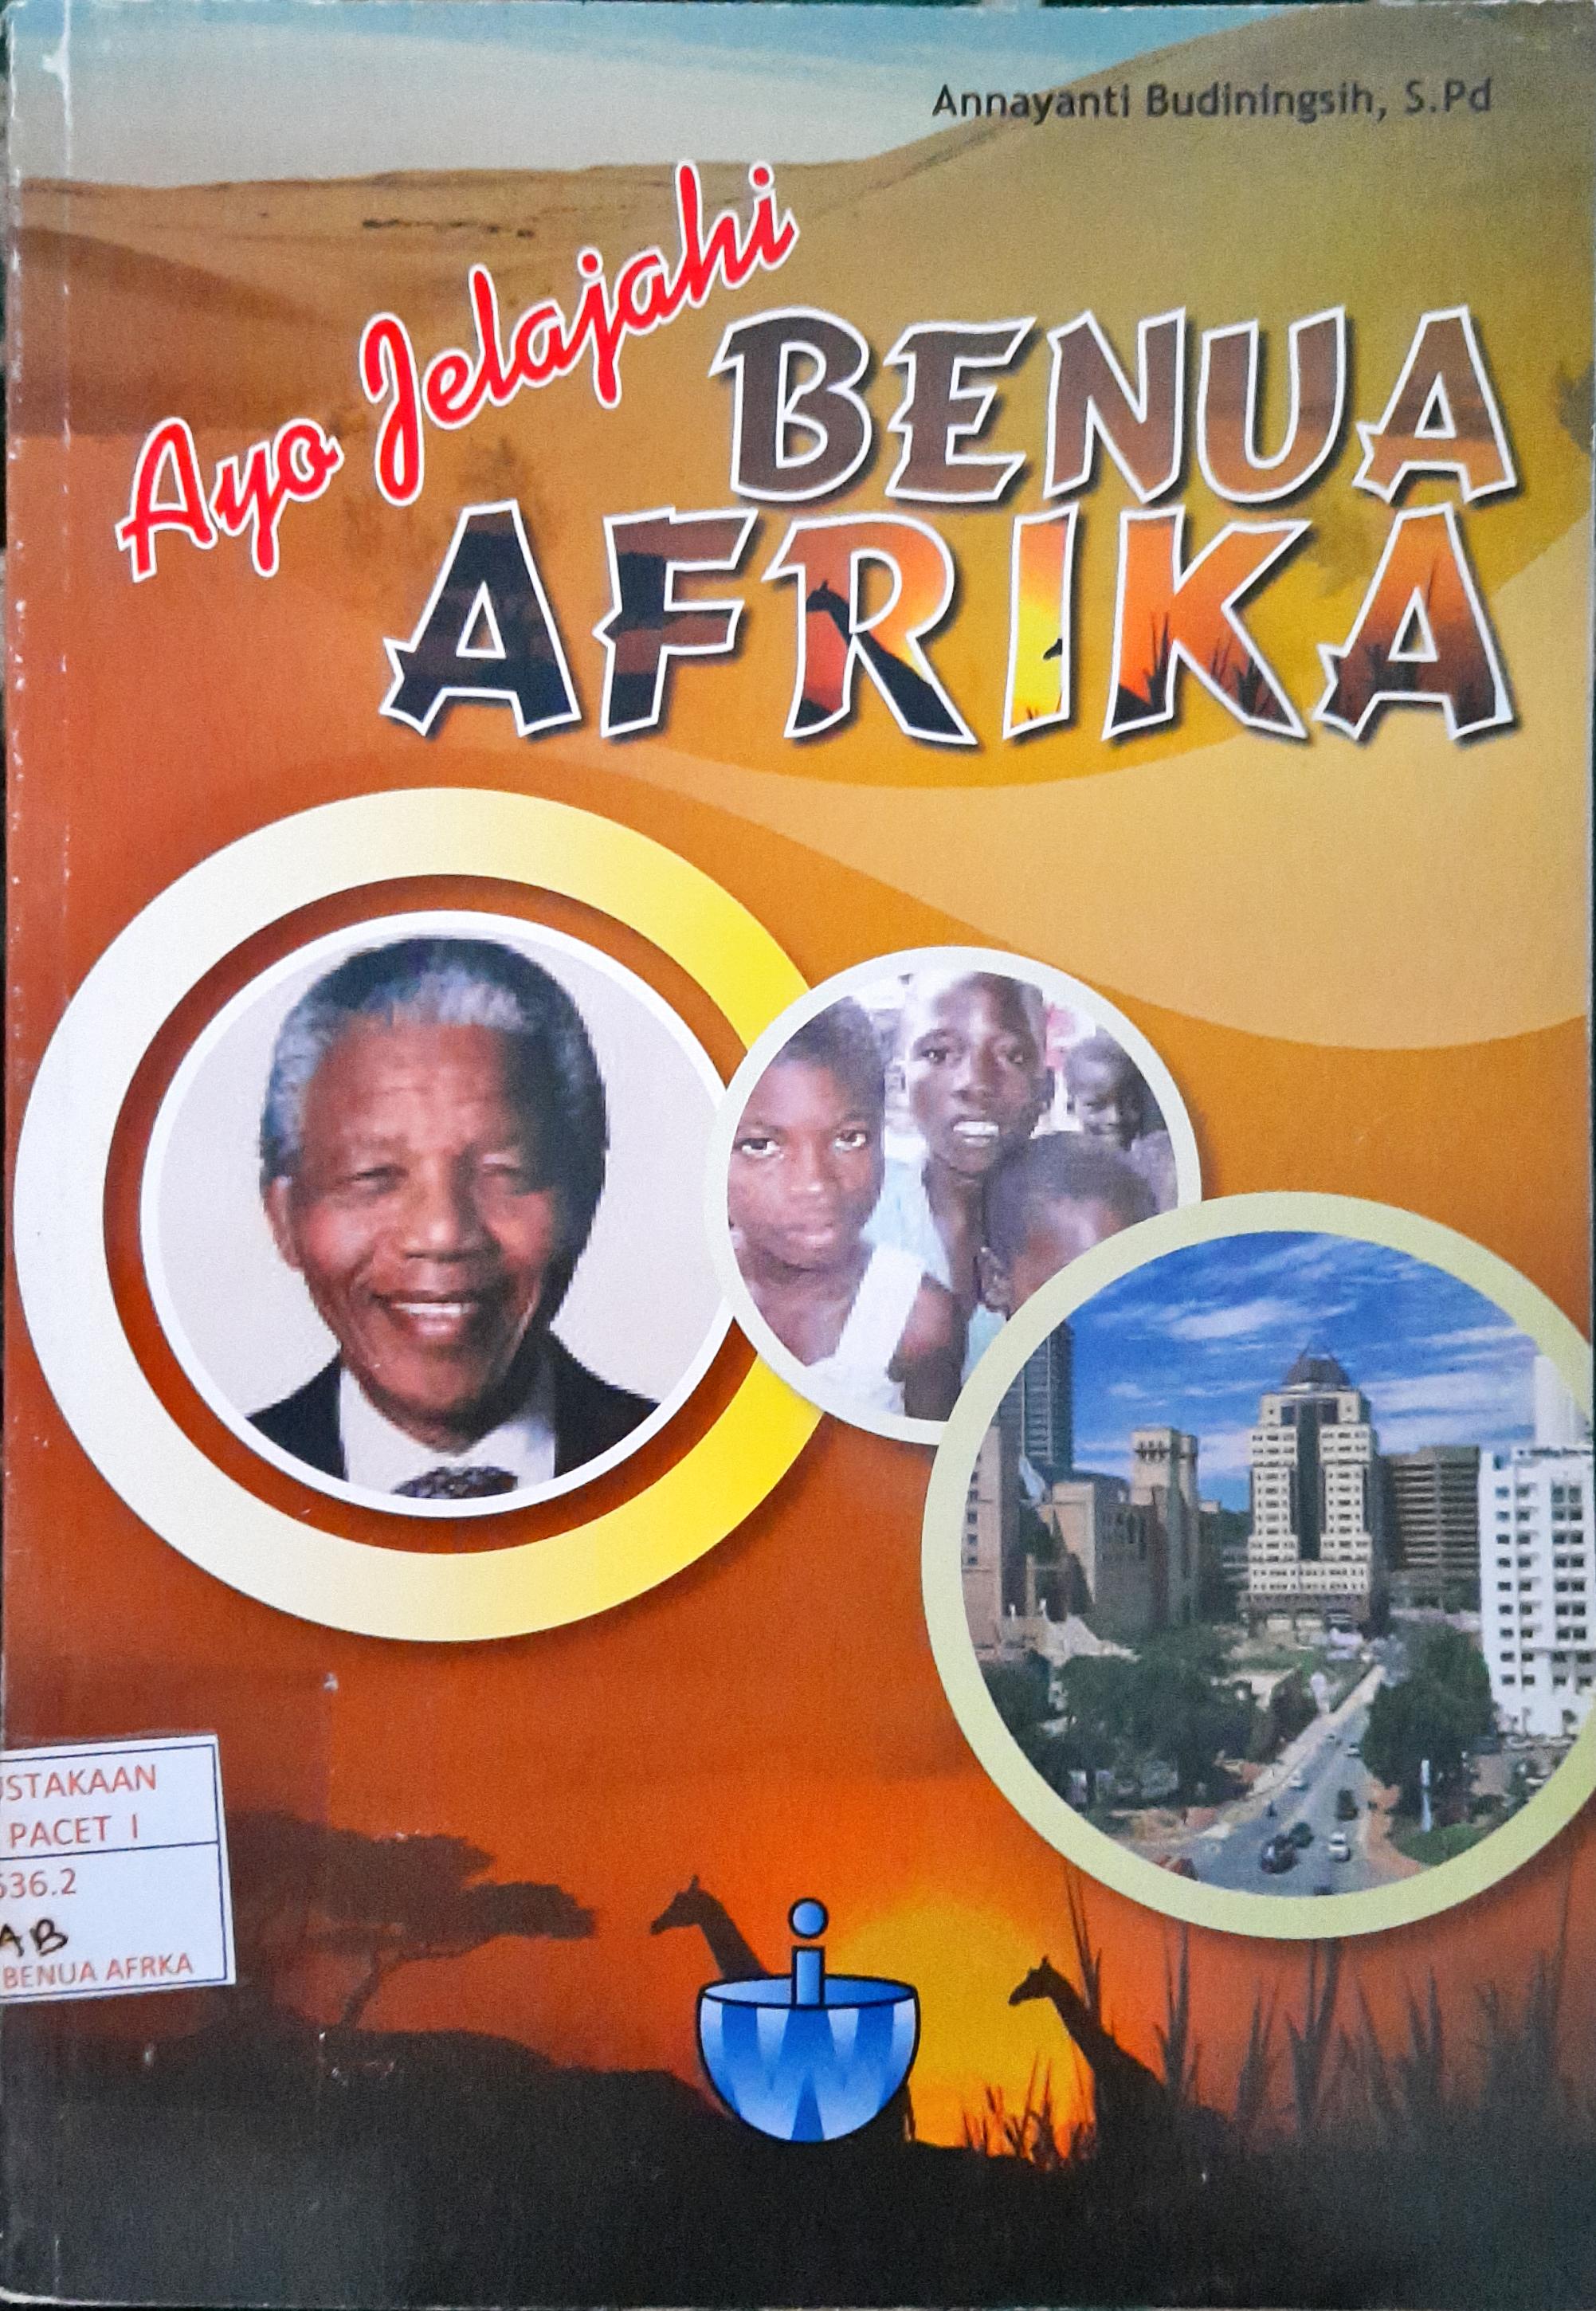 Annayanti Budiningsih, S.Pd
Ayo Jelajahi
BENUA
AFRIKA
USTAKAAN
PACET I
636.2
AB
BENUA AFRKA